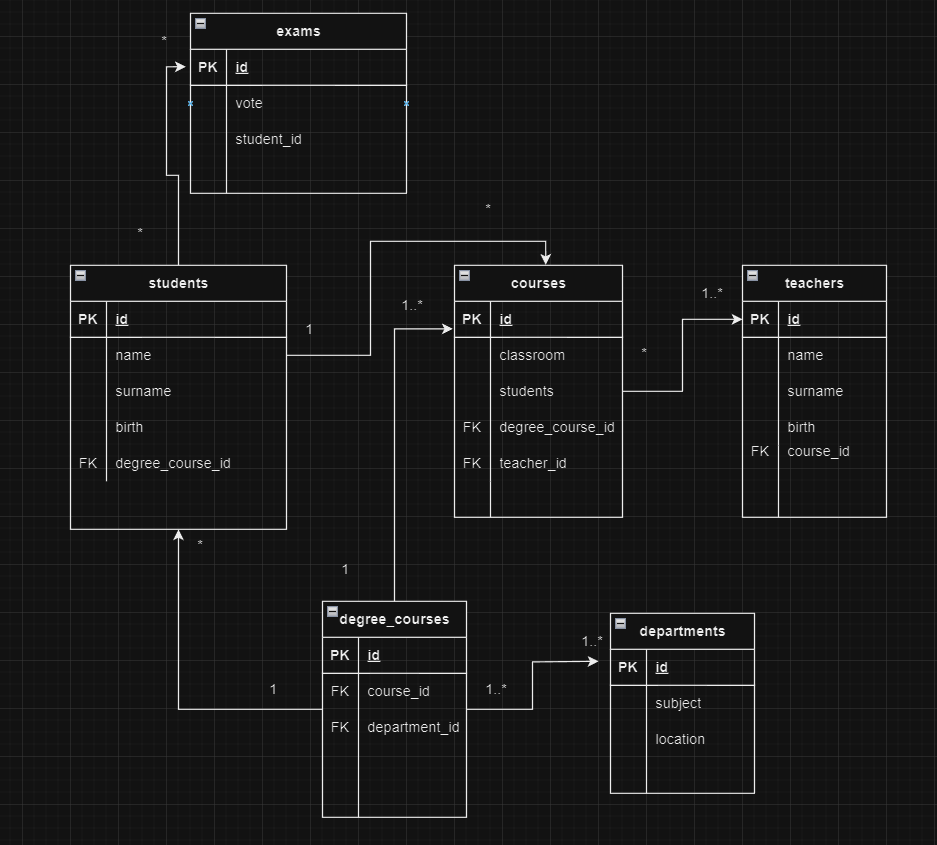 exams
*
PK id
vote
student_id
*
*
students
PK id
name
surname
birth
FK degree_course_id
1
courses
1..*
PK id
classroom
students
FK degree_course_id
FK teacher_id
*
teachers
1..*
PK id
name
surname
birth
FK course_id
*
1
degree_courses
PK id
FK course_id
FK department_id
1
1..*
departments
1..*
PK id
subject
location